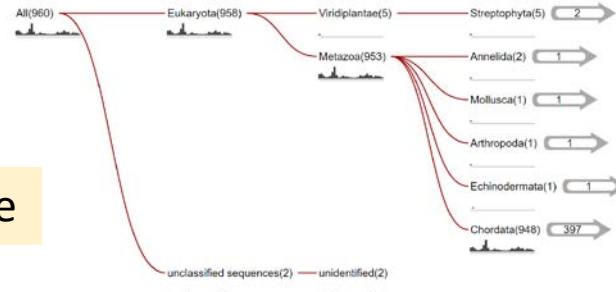 All(960) Eukaryota(958) Viridiplantae(5) Streptophyta(5) 2
Metazoa(953) Annelida(2) 1
Mollusca(1) 1
Arthropoda(1) 1
e
Echinodermata(1) 1
Chordata(948) 397
unclassified sequences(2) unidentified(2)